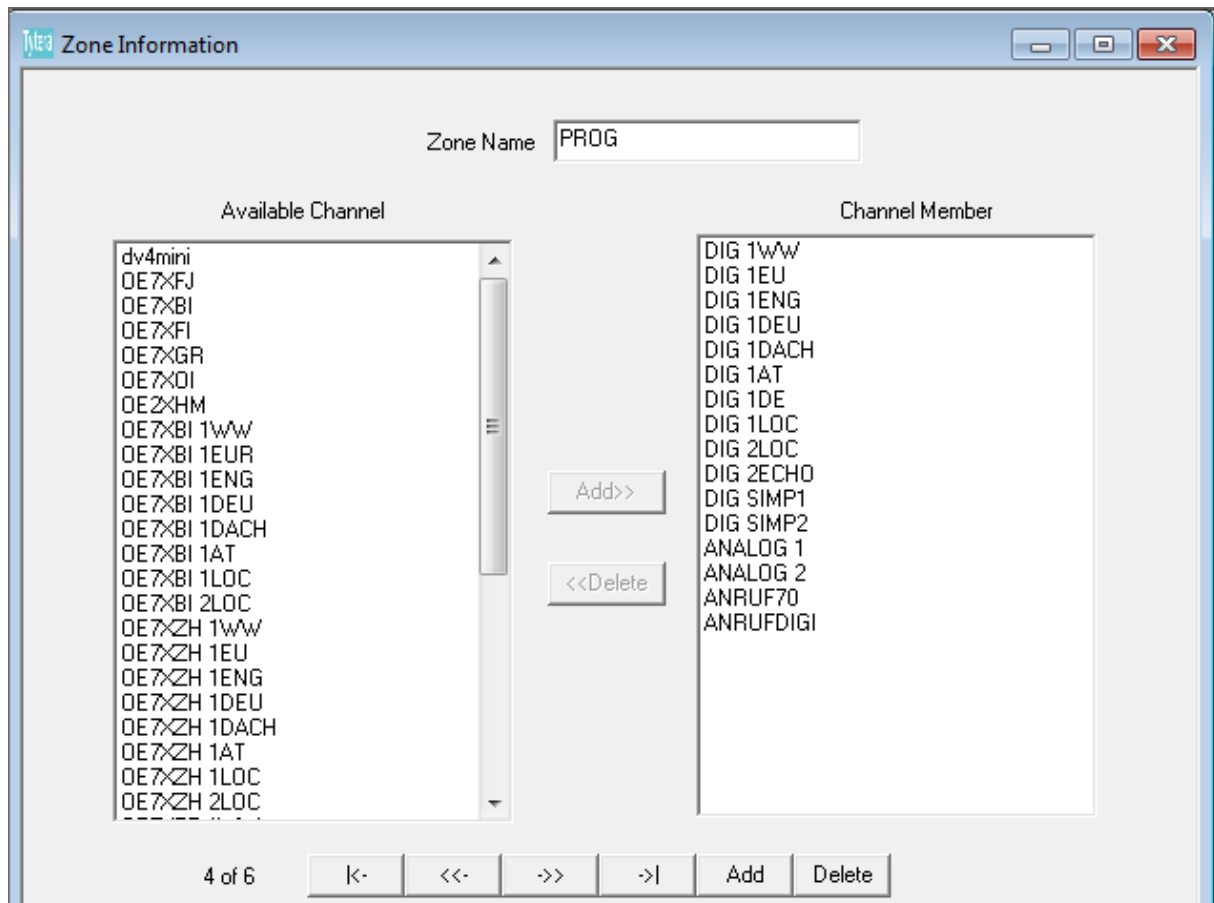 Tytera Zone Information
Zone Name PROG
Available Channel
dv4mini
OE7XFJ
OE7XBI
OE7XFI
OE7XGR
OE7XOI
OE2XHM
OE7XBI 1WW
OE7XBI 1EUR
OE7XBI 1ENG
OE7XBI 1DEU
OE7XBI 1DACH
OE7XBI 1AT
OE7XBI 1LOC
OE7XBI 2LOC
OE7XZH 1WW
OE7XZH 1EU
OE7XZH 1ENG
OE7XZH 1DEU
OE7XZH 1DACH
OE7XZH 1AT
OE7XZH 1LOC
OE7XZH 2LOC
Add>>
<<Delete
Channel Member
DIG 1WW
DIG 1EU
DIG 1ENG
DIG 1DEU
DIG 1DACH
DIG 1AT
DIG 1DE
DIG 1LOC
DIG 2LOC
DIG 2ECHO
DIG SIMP1
DIG SIMP2
ANALOG 1
ANALOG 2
ANRUF70
ANRUFDIGI
4 of 6 |<- <<- ->> ->| Add Delete